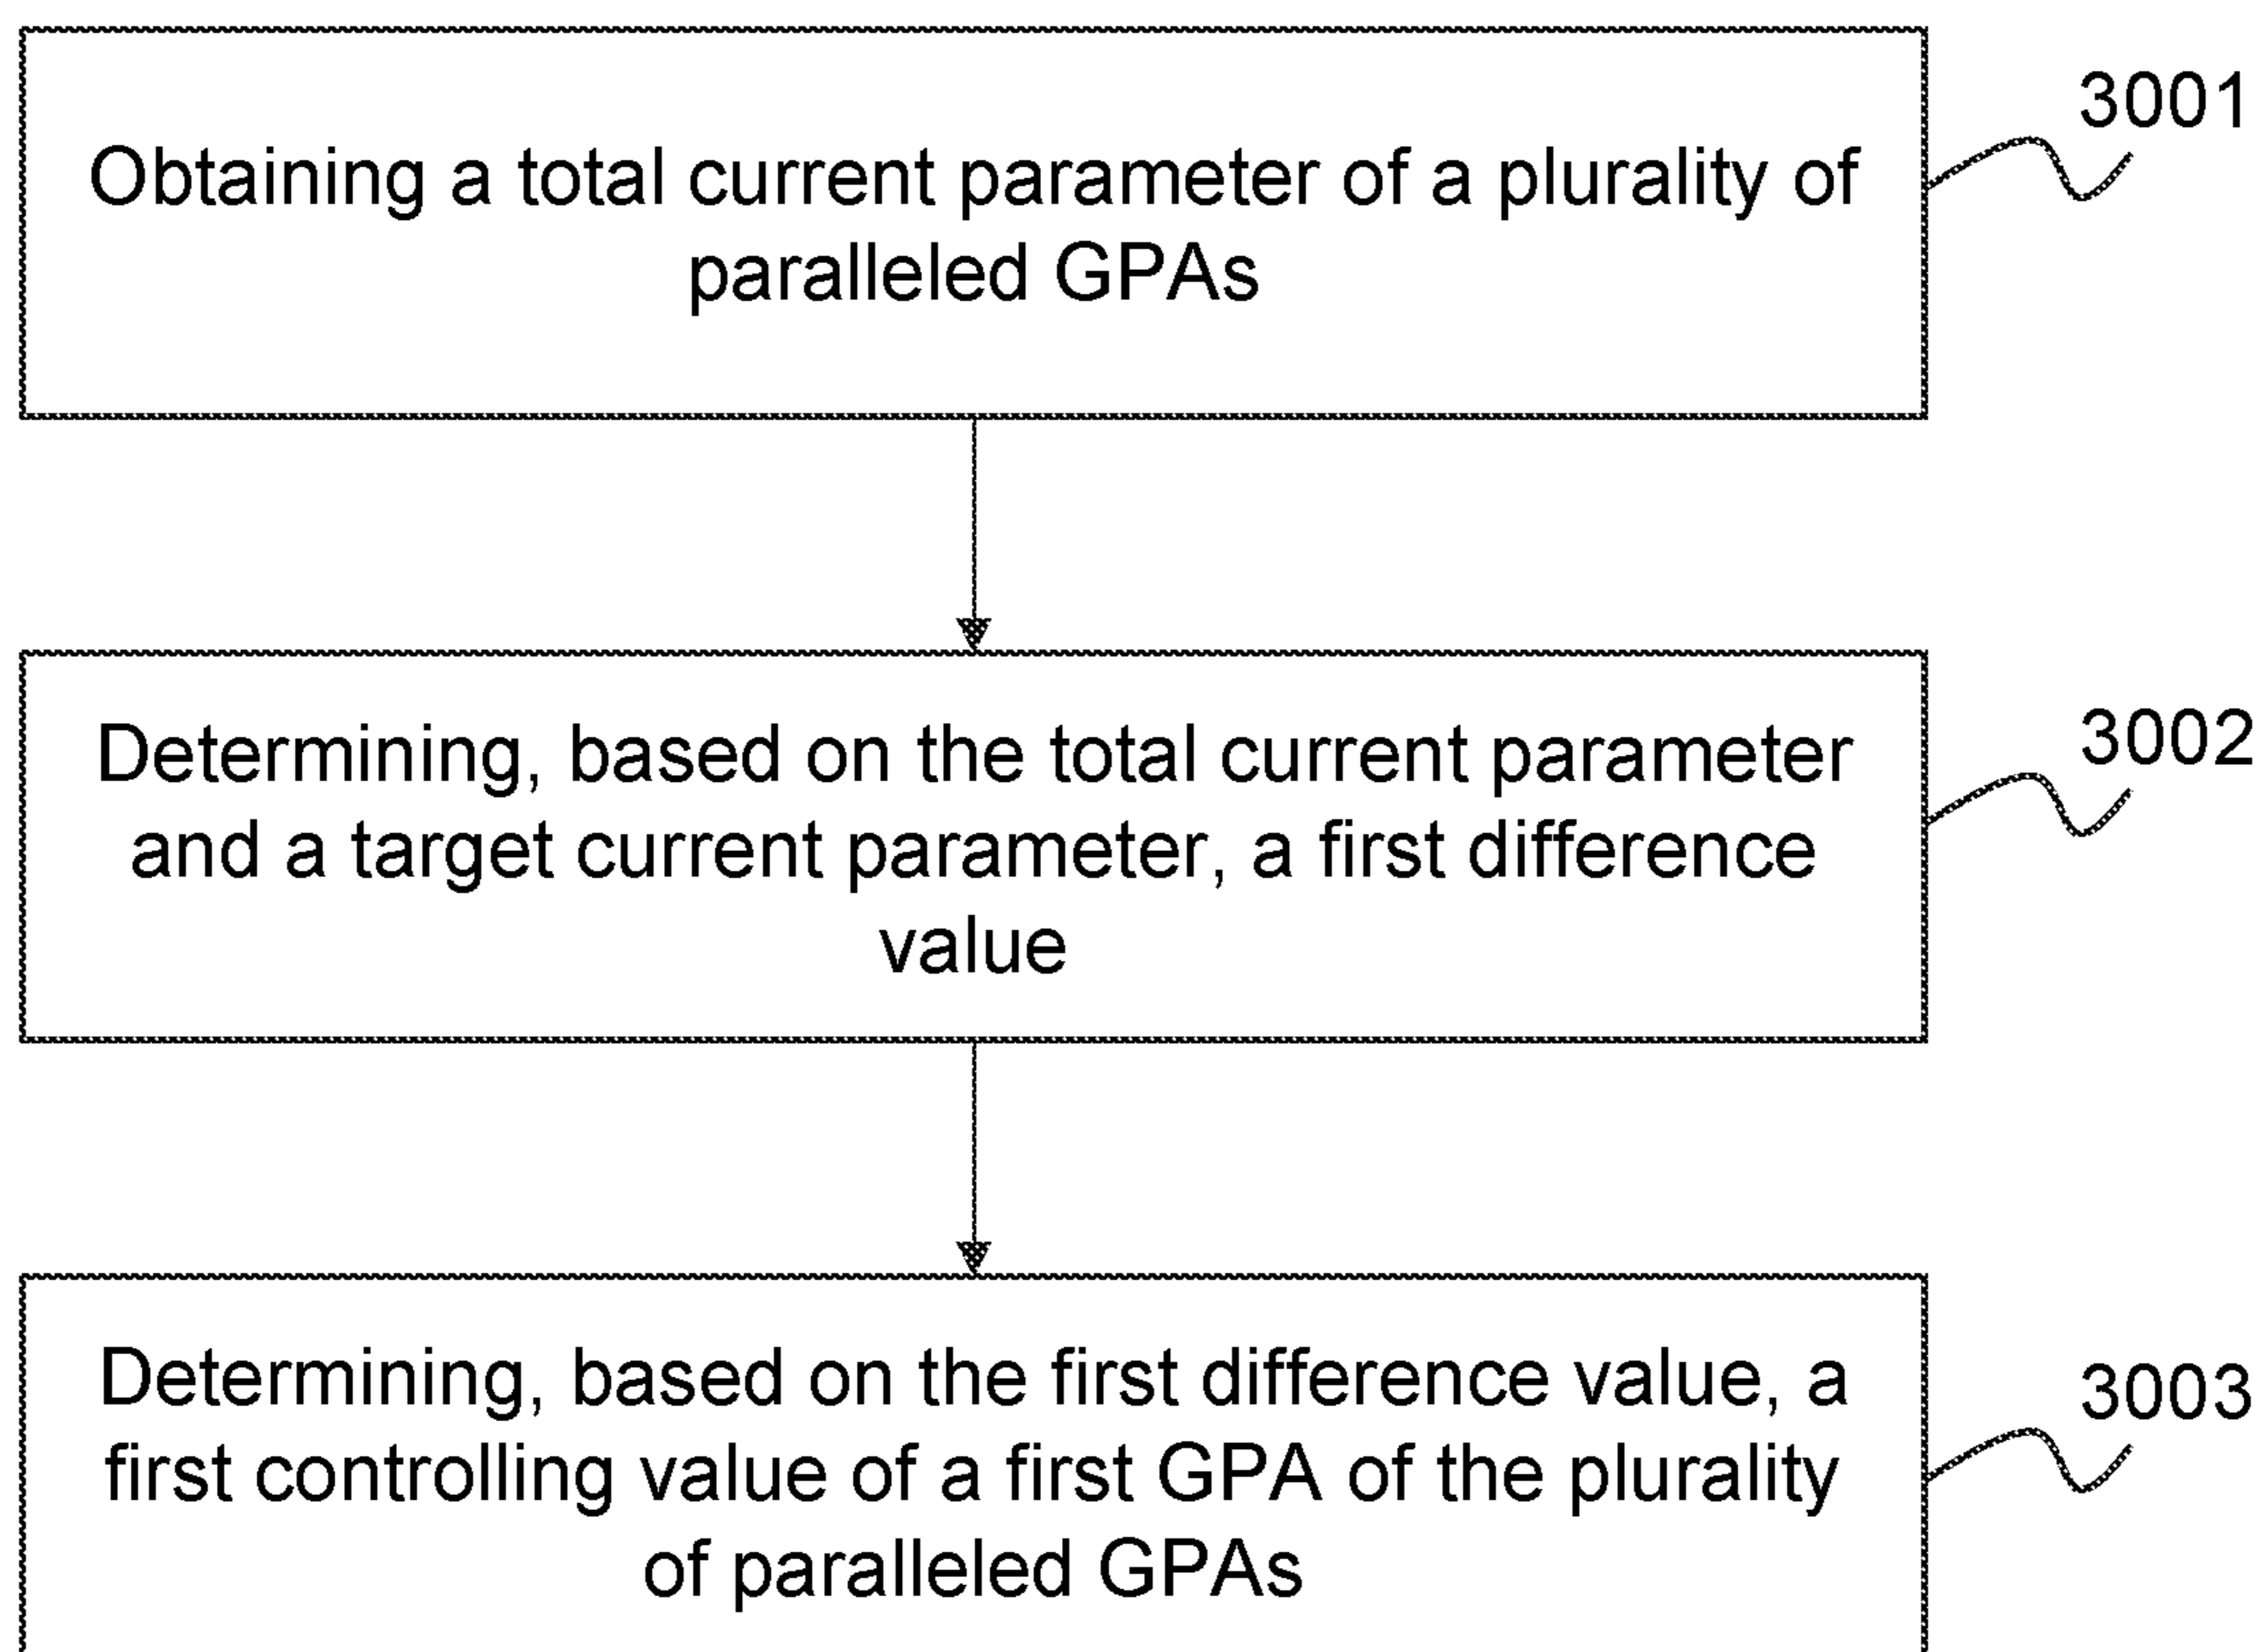 Obtaining a total current parameter of a plurality of
paralleled GPAs
3001
Determining, based on the total current parameter
and a target current parameter, a first difference
value
3002
Determining, based on the first difference value, a
first controlling value of a first GPA of the plurality
of paralleled GPAs
3003